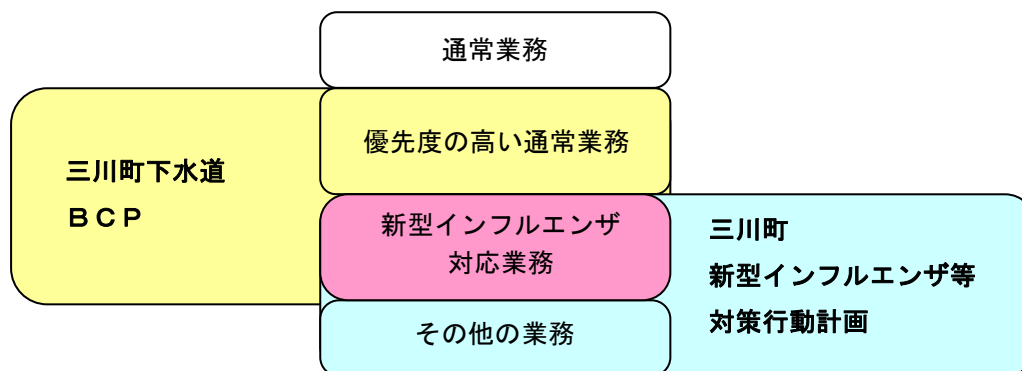 通常業務
優先度の高い通常業務
三川町下水道
ＢＣＰ
新型インフルエンザ
対応業務
三川町
新型インフルエンザ等
対策行動計画
その他の業務